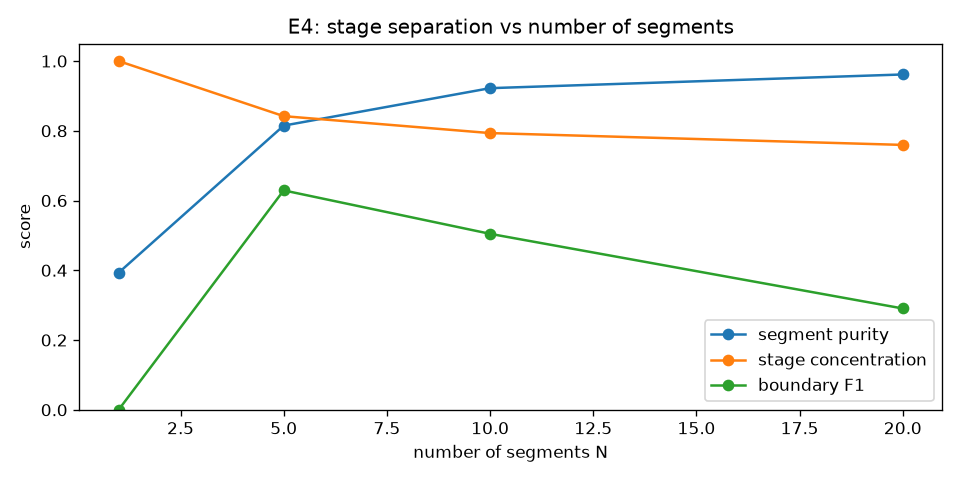 E4: stage separation vs number of segments
1.0
0.8
0.6
0.4
0.2
0.0
score
segment purity
stage concentration
boundary F1
2.5 5.0 7.5 10.0 12.5 15.0 17.5 20.0
number of segments N